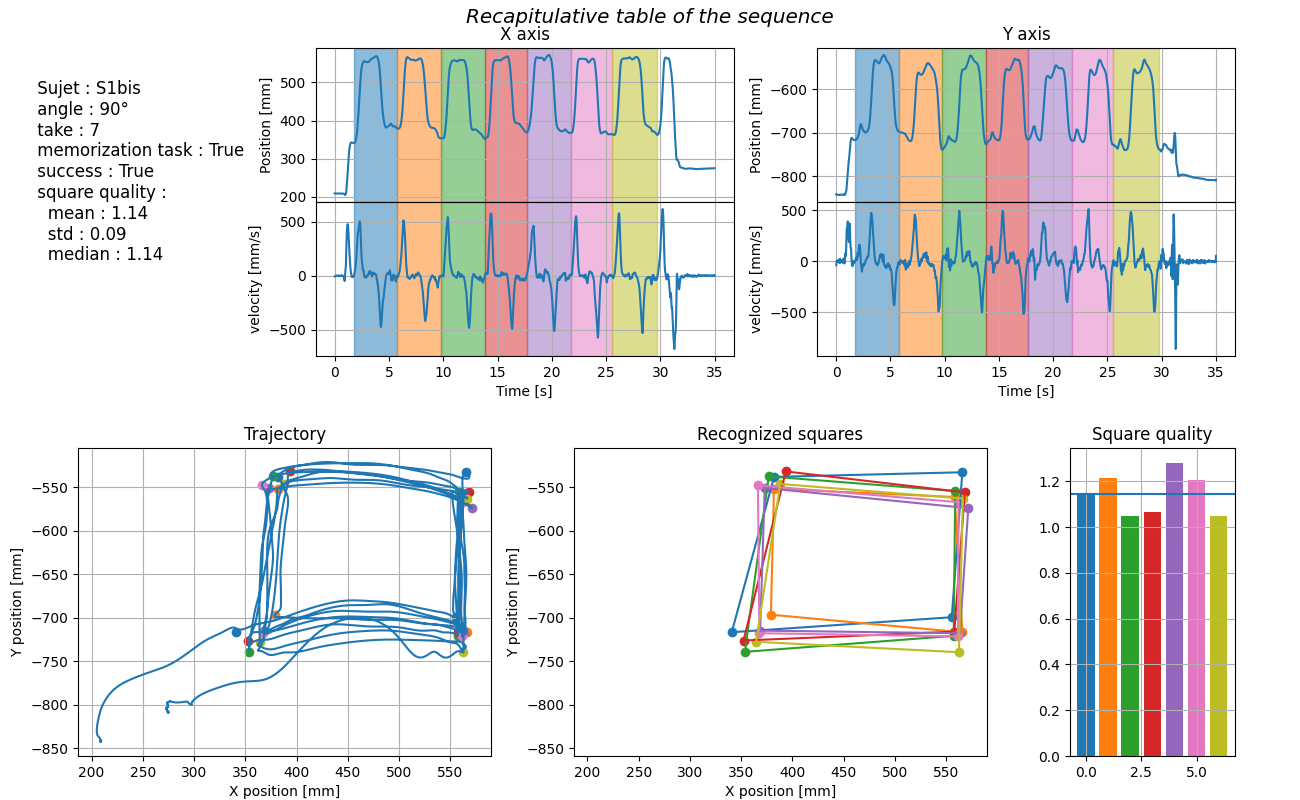 Recapitulative table of the sequence
X axis
Y axis
Sujet : S1bis
angle : 90°
take : 7
memorization task : True
success : True
square quality :
mean : 1.14
std : 0.09
median : 1.14
Position [mm]
500
400
300
200
velocity [mm/s]
500
0
−500
0 5 10 15 20 25 30 35
Time [s]
Position [mm]
−600
−700
−800
velocity [mm/s]
500
0
−500
0 5 10 15 20 25 30 35
Time [s]
Trajectory
Y position [mm]
−550
−600
−650
−700
−750
−800
−850
200 250 300 350 400 450 500 550
X position [mm]
Recognized squares
Y position [mm]
−550
−600
−650
−700
−750
−800
−850
200 250 300 350 400 450 500 550
X position [mm]
Square quality
1.2
1.0
0.8
0.6
0.4
0.2
0.0
0.0 2.5 5.0